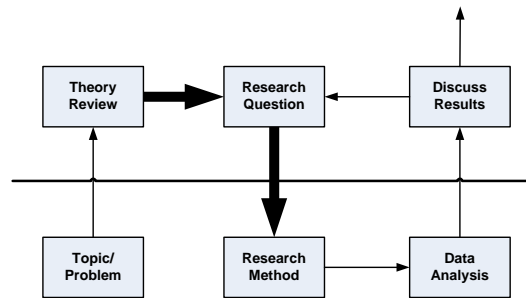 Theory
Review
Research
Question
Discuss
Results
Topic/
Problem
Research
Method
Data
Analysis